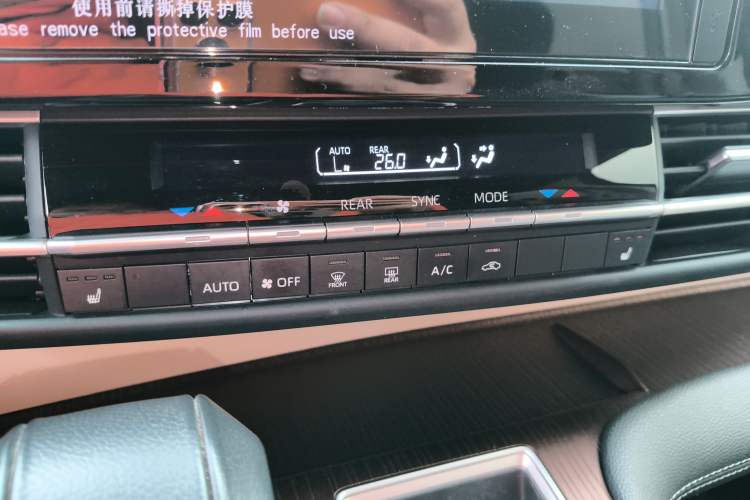 使用前请撕掉保护膜
ase remove the protective film before use
AUTO REAR
26.0
REAR SYNC MODE
AUTO OFF FRONT REAR A/C